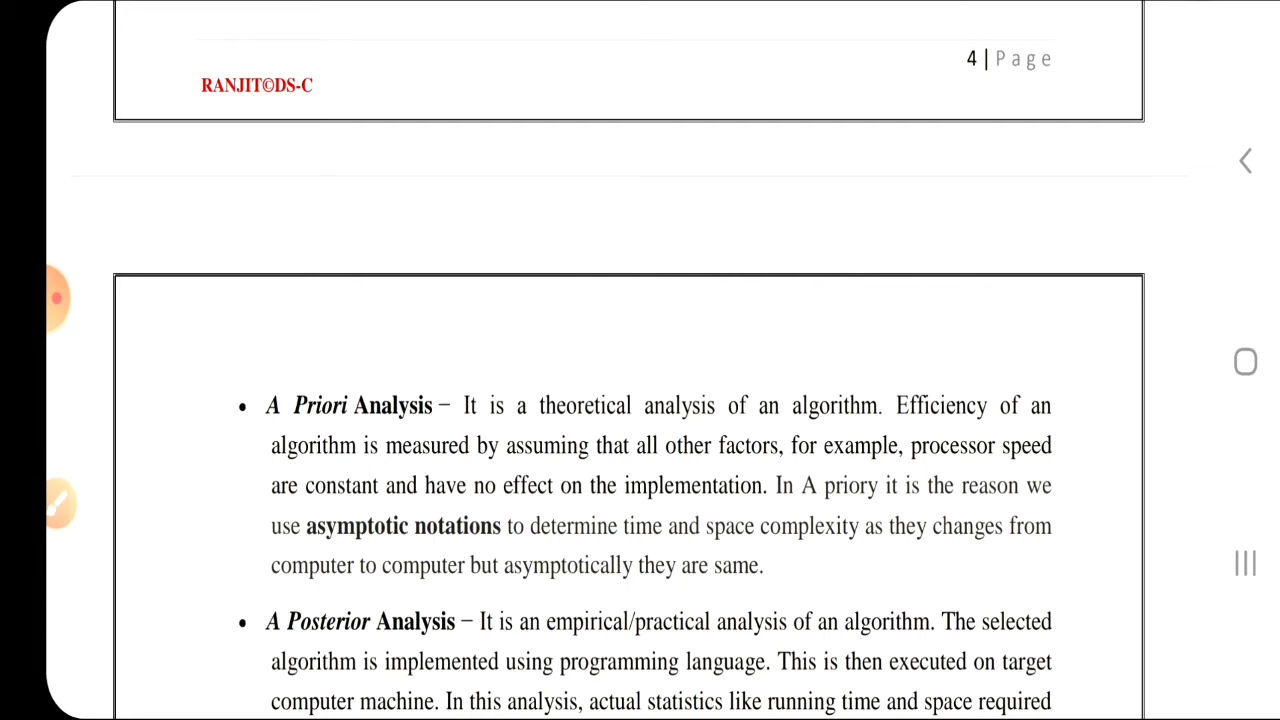 4 | Page
RANJIT©DS-C
• A Priori Analysis − It is a theoretical analysis of an algorithm. Efficiency of an
algorithm is measured by assuming that all other factors, for example, processor speed
are constant and have no effect on the implementation. In A priory it is the reason we
use asymptotic notations to determine time and space complexity as they changes from
computer to computer but asymptotically they are same.
• A Posterior Analysis − It is an empirical/practical analysis of an algorithm. The selected
algorithm is implemented using programming language. This is then executed on target
computer machine. In this analysis, actual statistics like running time and space required